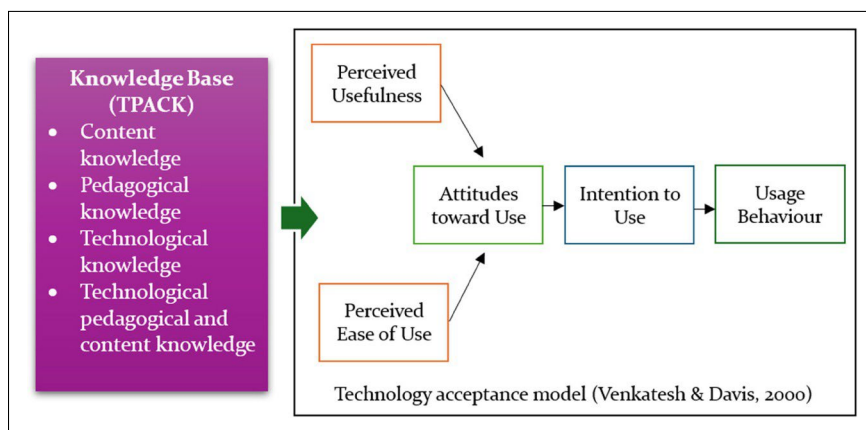 Knowledge Base
(TPACK)
• Content
knowledge
• Pedagogical
knowledge
• Technological
knowledge
• Technological
pedagogical and
content knowledge
Perceived
Usefulness
Attitudes
toward Use
Intention to
Use
Usage
Behaviour
Perceived
Ease of Use
Technology acceptance model (Venkatesh & Davis, 2000)